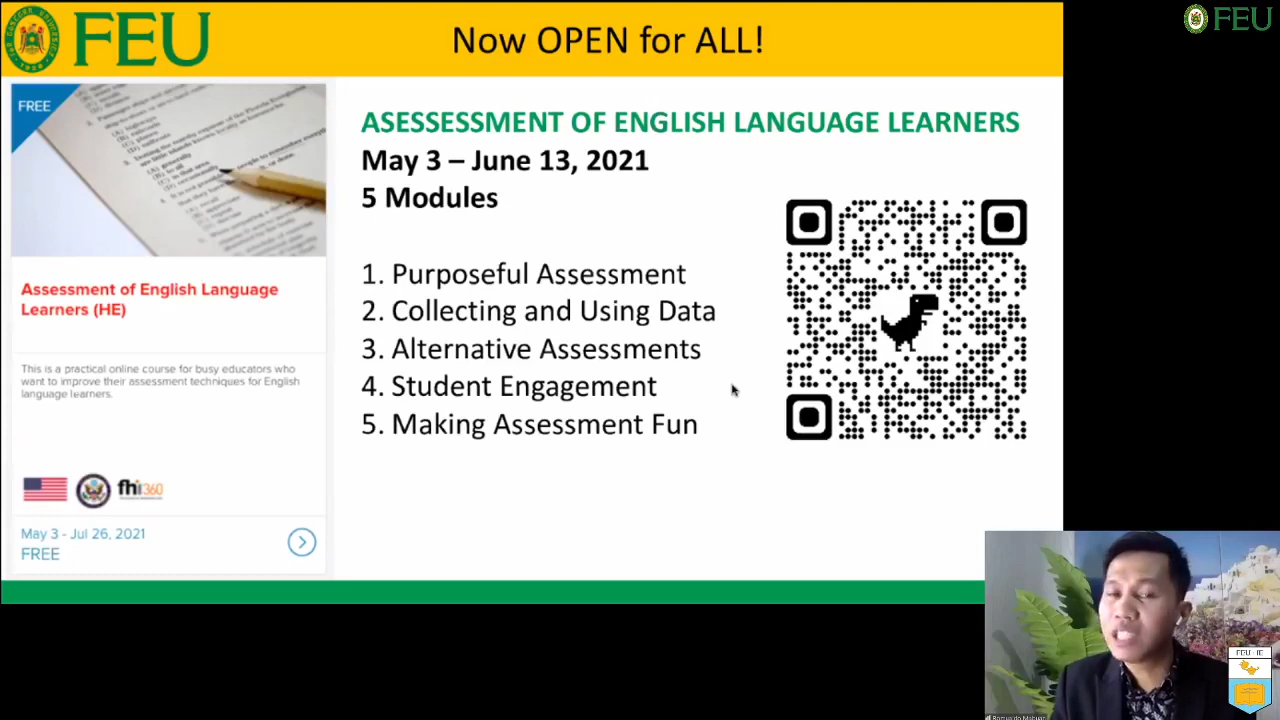 FEU
Now OPEN for ALL!
FEU
FREE
ASESSESSMENT OF ENGLISH LANGUAGE LEARNERS
May 3 – June 13, 2021
5 Modules
1. Purposeful Assessment
2. Collecting and Using Data
3. Alternative Assessments
4. Student Engagement
5. Making Assessment Fun
Assessment of English Language
Learners (HE)
This is a practical online course for busy educators who
want to improve their assessment techniques for English
language learners.
fhi360
May 3 - Jul 26, 2021
FREE
FEU - IE